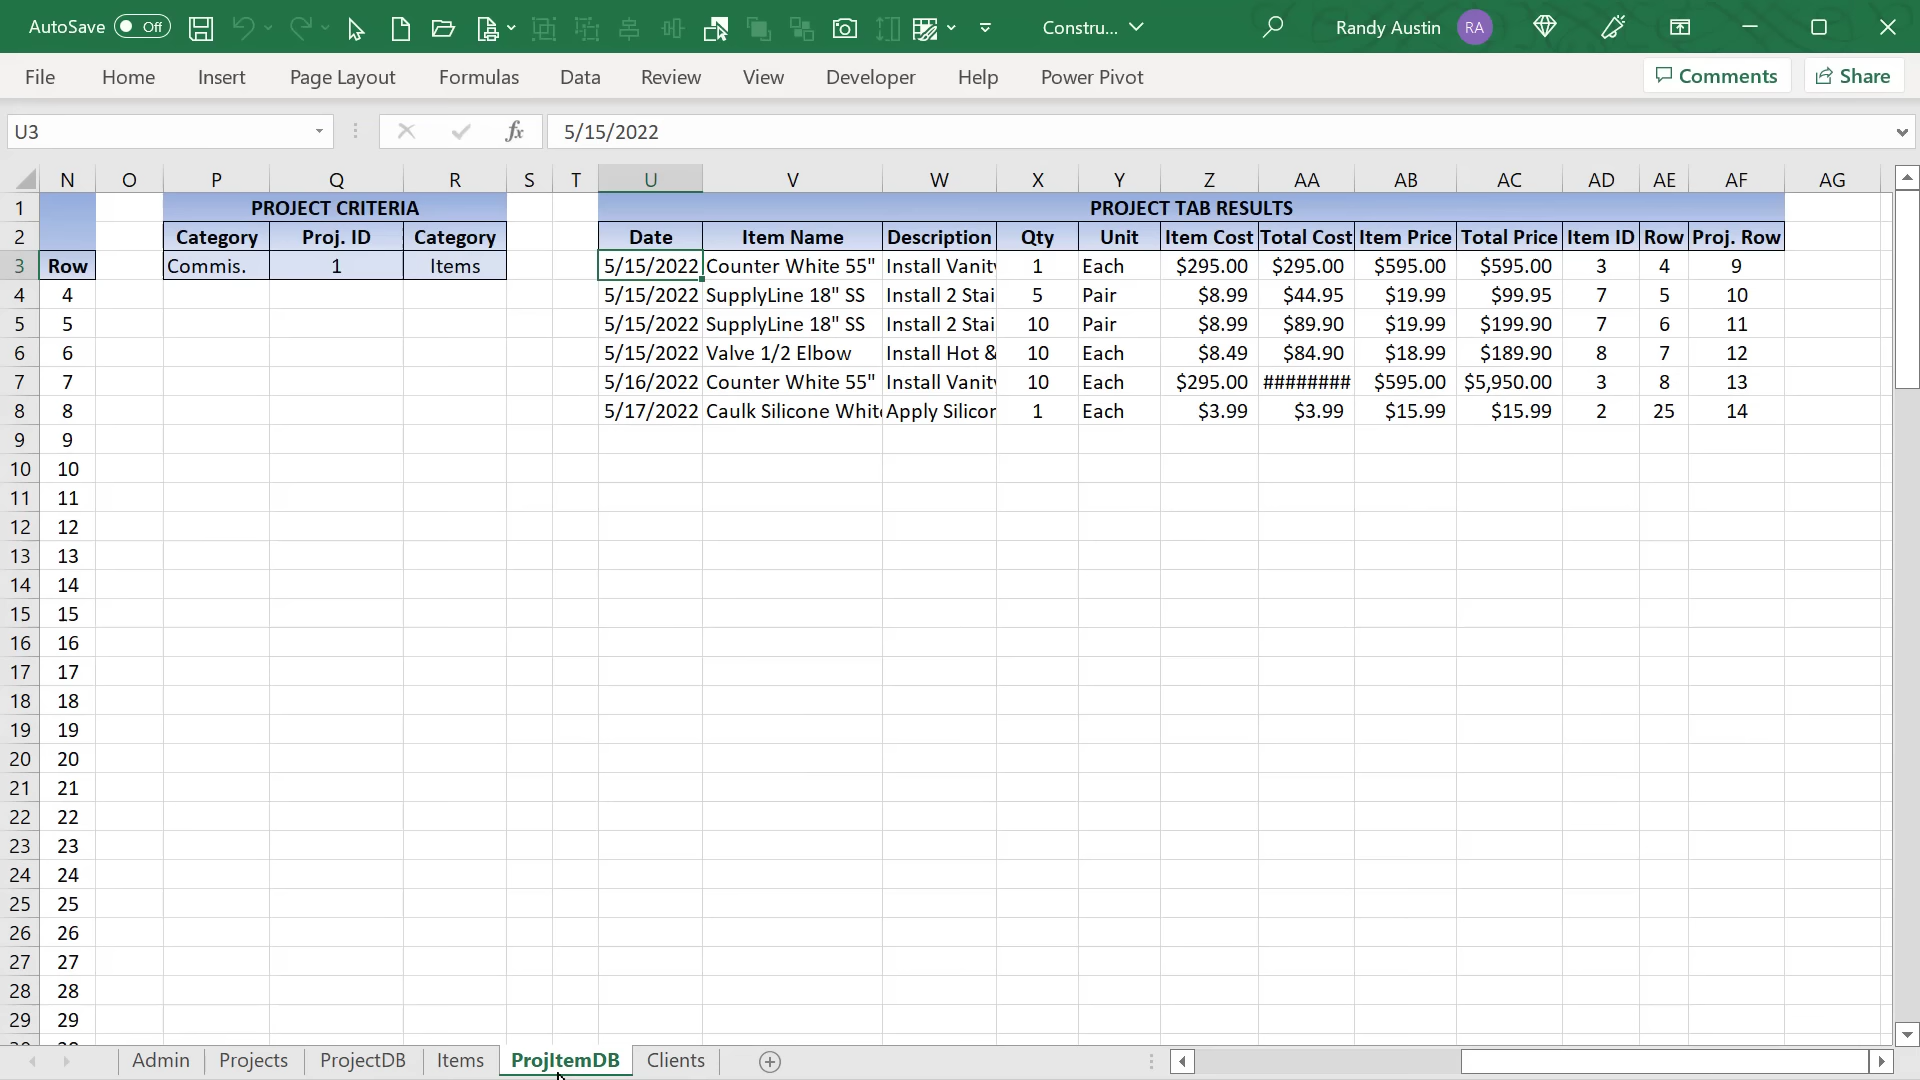 AutoSave Off Constru... Randy Austin RA
File Home Insert Page Layout Formulas Data Review View Developer Help Power Pivot Comments Share
U3 fx 5/15/2022
N O P Q R S T U V W X Y Z AA AB AC AD AE AF AG
1 PROJECT CRITERIA PROJECT TAB RESULTS
2 Category Proj. ID Category Date Item Name Description Qty Unit Item Cost Total Cost Item Price Total Price Item ID Row Proj. Row
3 Row Commis. 1 Items 5/15/2022 Counter White 55" Install Vanity 1 Each $295.00 $295.00 $595.00 $595.00 3 4 9
4 4 5/15/2022 SupplyLine 18" SS Install 2 Stai 5 Pair $8.99 $44.95 $19.99 $99.95 7 5 10
5 5 5/15/2022 SupplyLine 18" SS Install 2 Stai 10 Pair $8.99 $89.90 $19.99 $199.90 7 6 11
6 6 5/15/2022 Valve 1/2 Elbow Install Hot & 10 Each $8.49 $84.90 $18.99 $189.90 8 7 12
7 7 5/16/2022 Counter White 55" Install Vanity 10 Each $295.00 ######## $595.00 $5,950.00 3 8 13
8 8 5/17/2022 Caulk Silicone White Apply Silicor 1 Each $3.99 $3.99 $15.99 $15.99 2 25 14
9 9
10 10
11 11
12 12
13 13
14 14
15 15
16 16
17 17
18 18
19 19
20 20
21 21
22 22
23 23
24 24
25 25
26 26
27 27
28 28
29 29
Admin Projects ProjectDB Items ProjItemDB Clients